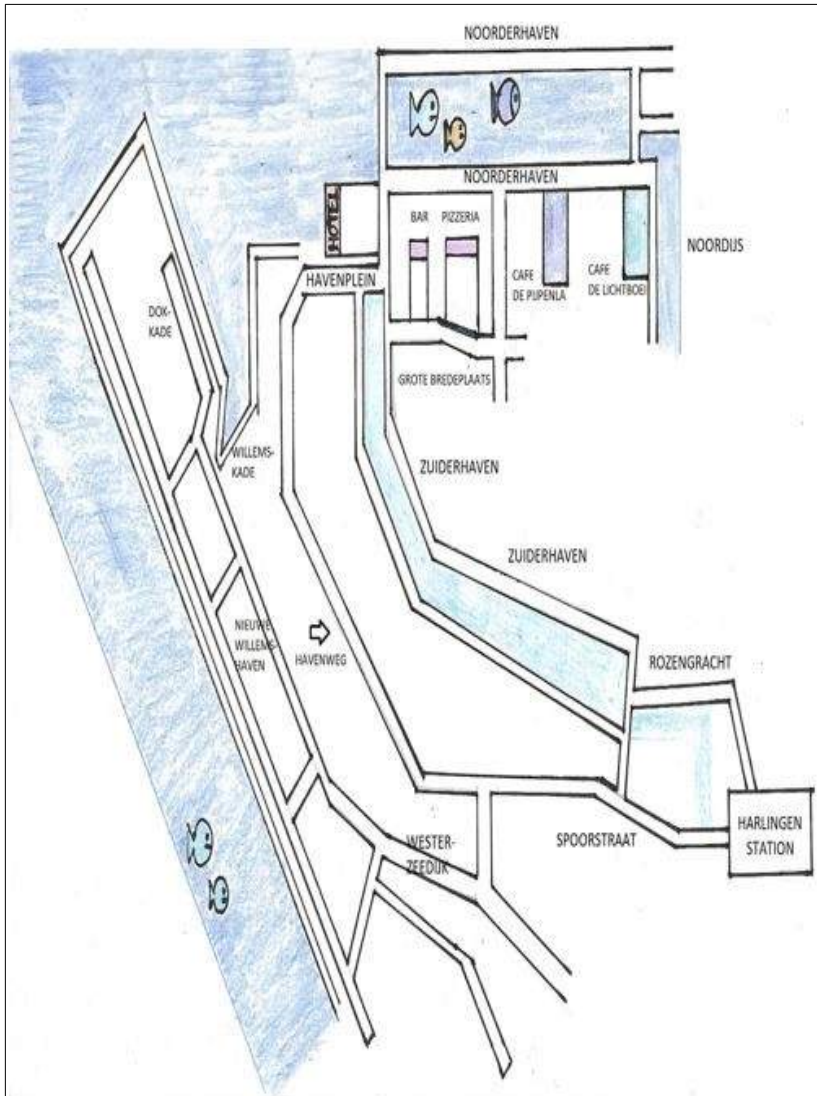 NOORDERHAVEN
NOORDERHAVEN
HOTEL
BAR
PIZZERIA
NOORDIJS
HAVENPLEIN
CAFE
DE PIJPENLA
CAFE
DE LICHTBOEI
DOK-
KADE
GROTE BREDEPLAATS
WILLEMS-
KADE
ZUIDERHAVEN
ZUIDERHAVEN
NIEUWE
WILLEMS-
HAVEN
HAVENWEG
ROZENGRACHT
WESTER-
ZEEDIJK
SPOORSTRAAT
HARLINGEN
STATION